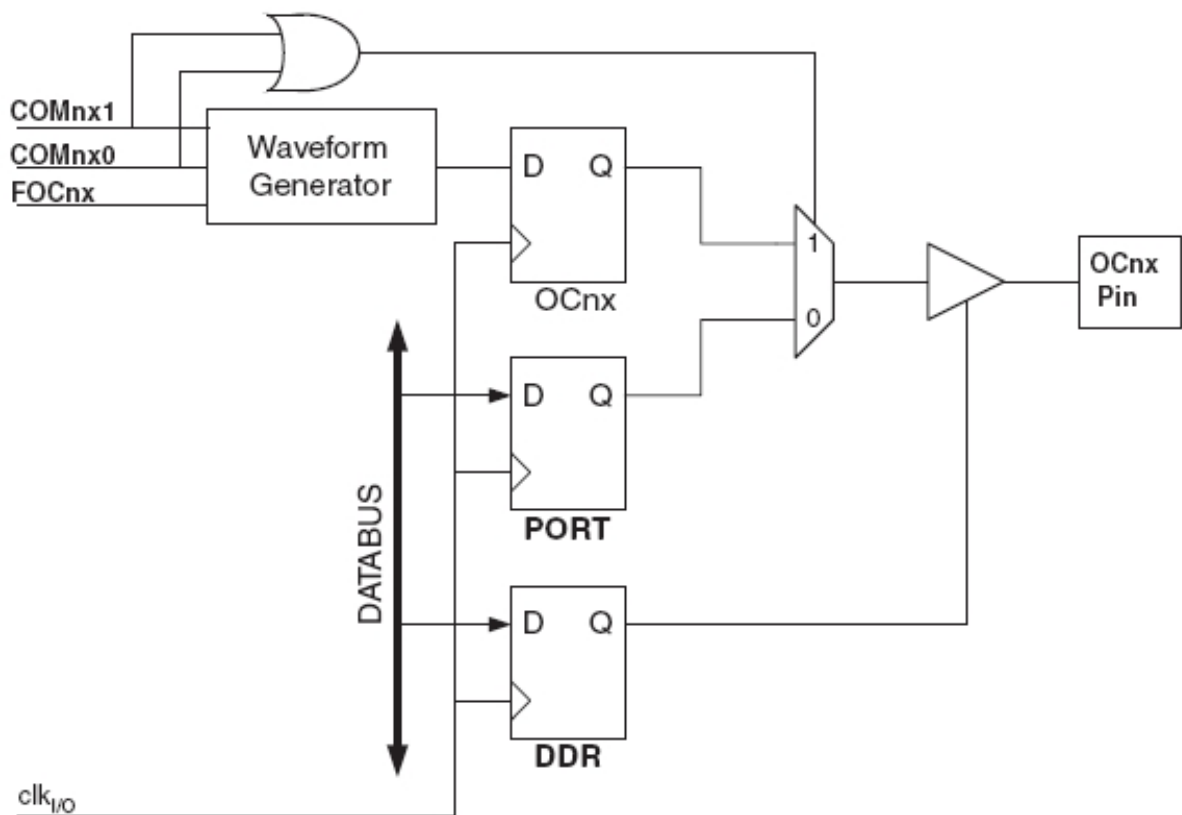 COMnx1
COMnx0
FOCnx
Waveform
Generator
D Q
OCnx
1
0
OCnx
Pin
D Q
PORT
DATABUS
D Q
DDR
clkI/O